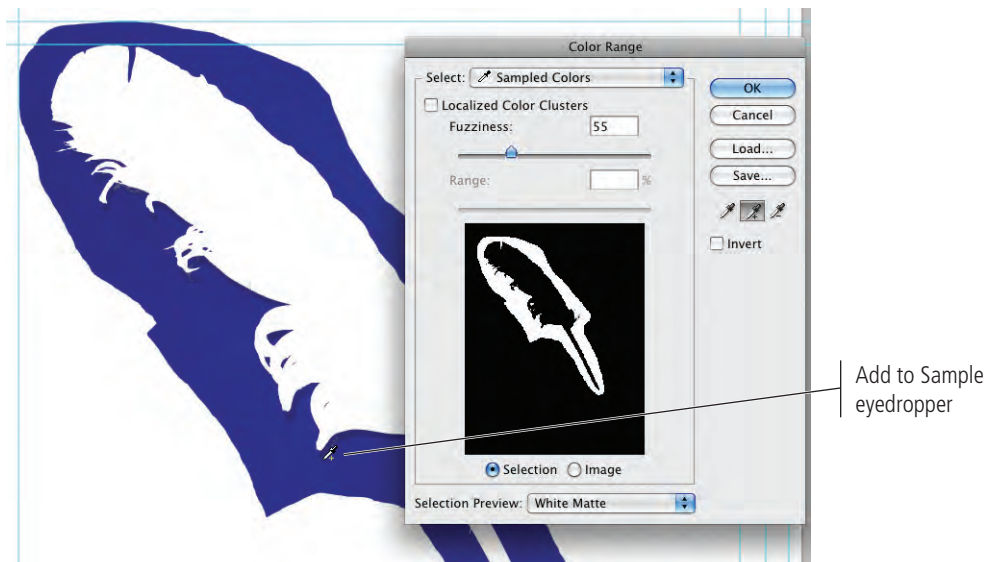 Color Range
Select: Sampled Colors
OK
Localized Color Clusters
Cancel
Fuzziness: 55
Load...
Range: %
Save...
Invert
Add to Sample
eyedropper
Selection Image
Selection Preview: White Matte